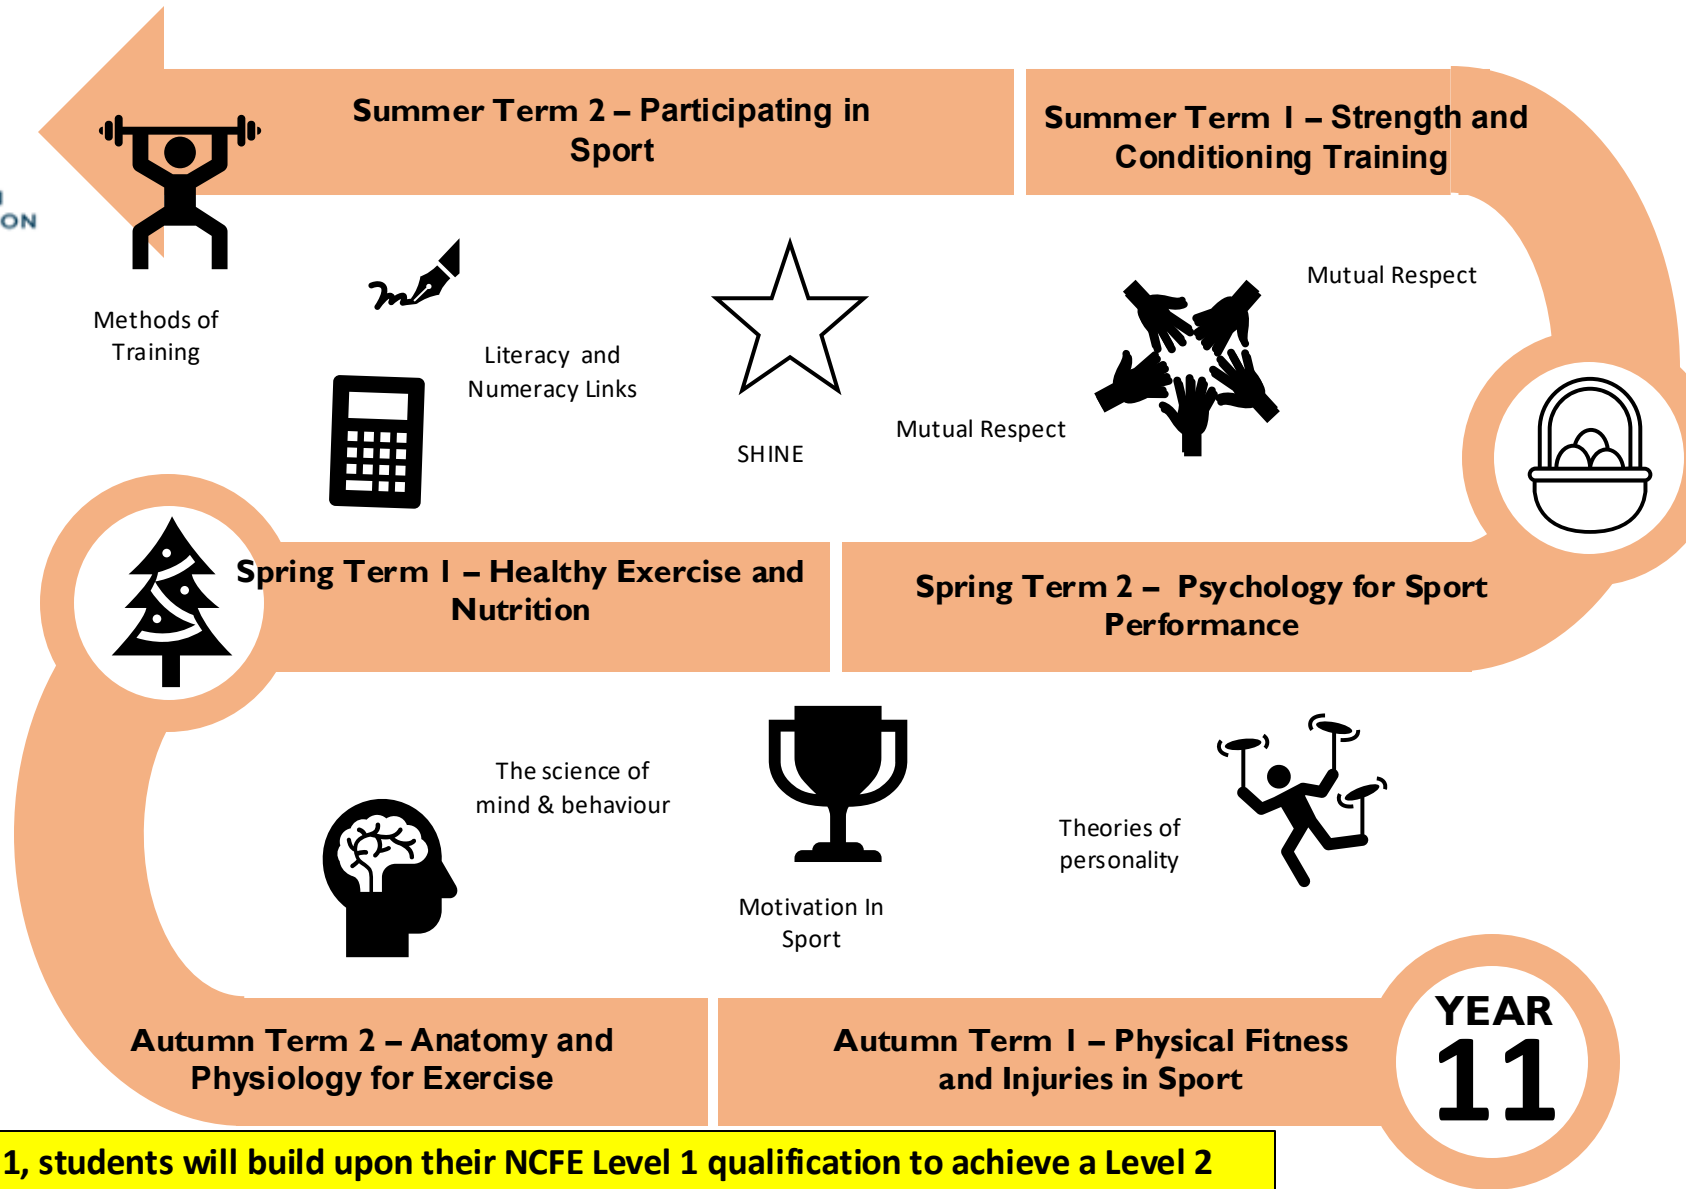 Summer Term 2 – Participating in
Sport
Summer Term 1 – Strength and
Conditioning Training
ON
Methods of
Training
Literacy and
Numeracy Links
SHINE
Mutual Respect
Mutual Respect
Spring Term 1 – Healthy Exercise and
Nutrition
Spring Term 2 – Psychology for Sport
Performance
The science of
mind & behaviour
Motivation In
Sport
Theories of
personality
Autumn Term 2 – Anatomy and
Physiology for Exercise
Autumn Term 1 – Physical Fitness
and Injuries in Sport
YEAR
11
1, students will build upon their NCFE Level 1 qualification to achieve a Level 2